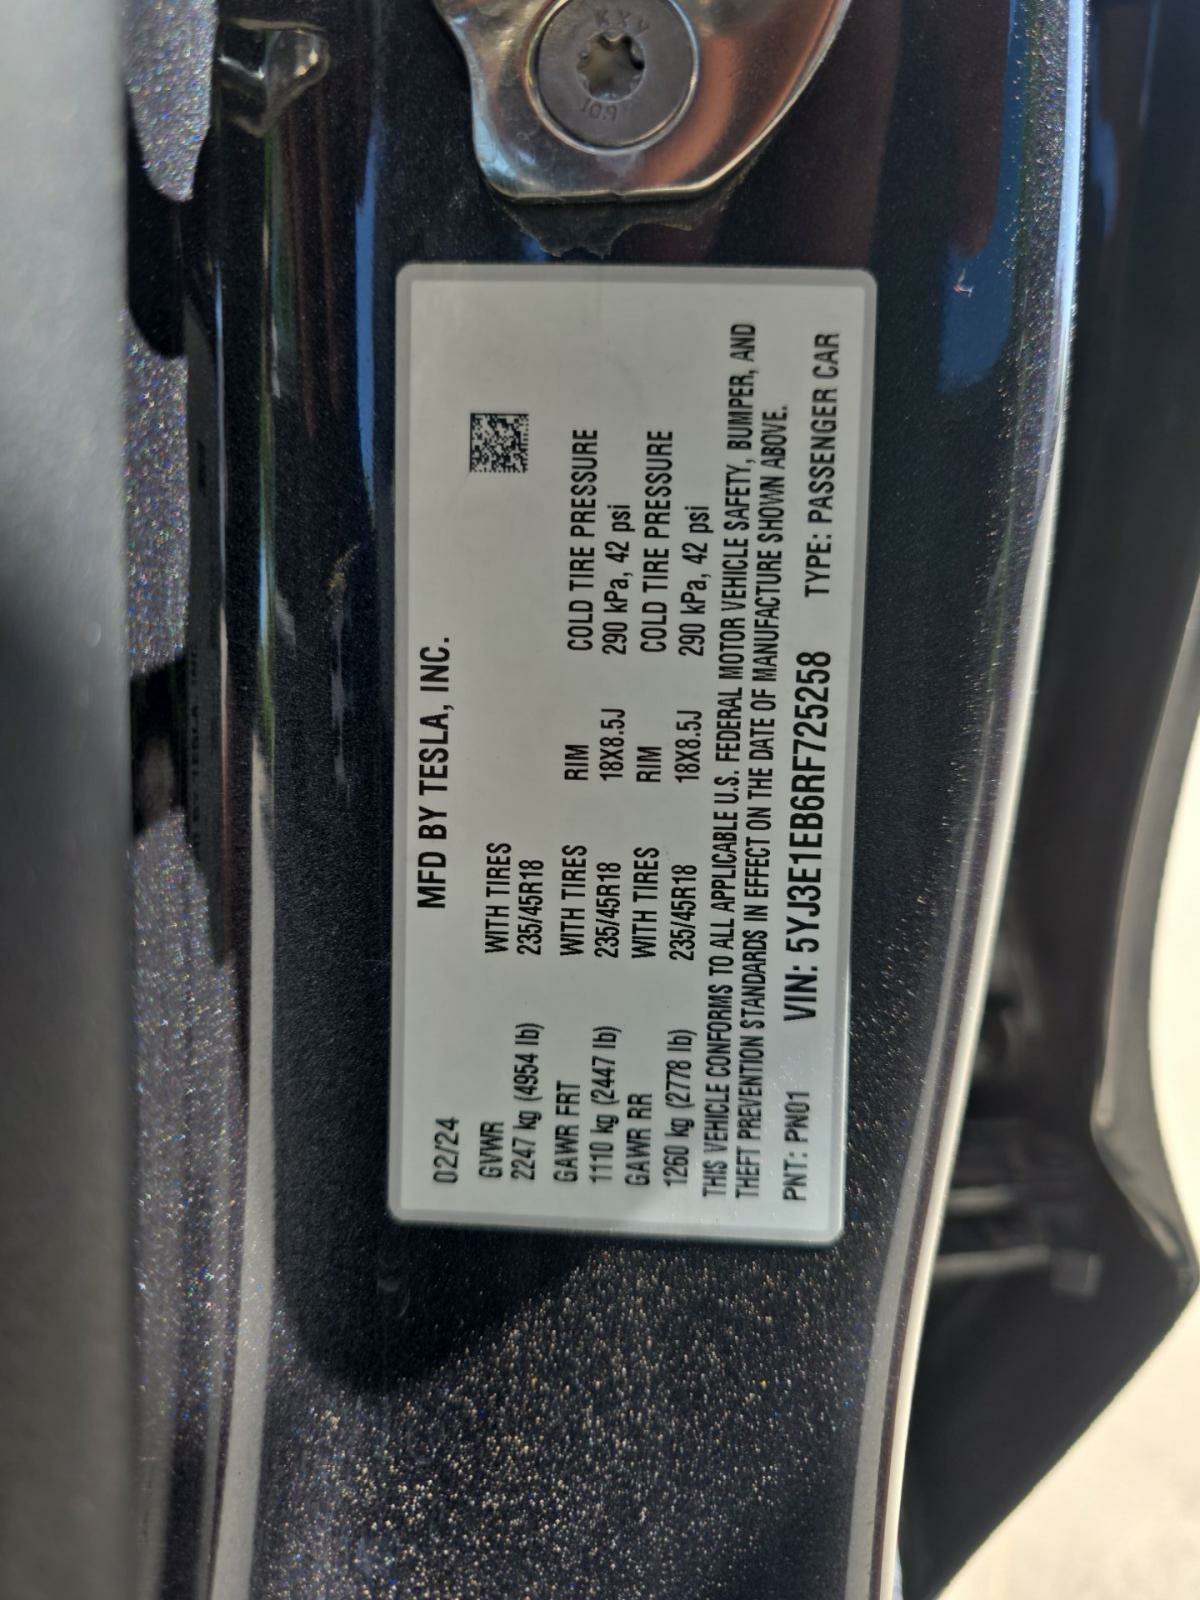 MFD BY TESLA, INC.
02/24
GVWR WITH TIRES
2247 kg (4954 lb) 235/45R18
GAWR FRT WITH TIRES RIM COLD TIRE PRESSURE
1110 kg (2447 lb) 235/45R18 18X8.5J 290 kPa, 42 psi
GAWR RR WITH TIRES RIM COLD TIRE PRESSURE
1260 kg (2778 lb) 235/45R18 18X8.5J 290 kPa, 42 psi
THIS VEHICLE CONFORMS TO ALL APPLICABLE U.S. FEDERAL MOTOR VEHICLE SAFETY, BUMPER, AND
THEFT PREVENTION STANDARDS IN EFFECT ON THE DATE OF MANUFACTURE SHOWN ABOVE.
PNT: PN01 VIN: 5YJ3E1EB6RF725258 TYPE: PASSENGER CAR
10.9